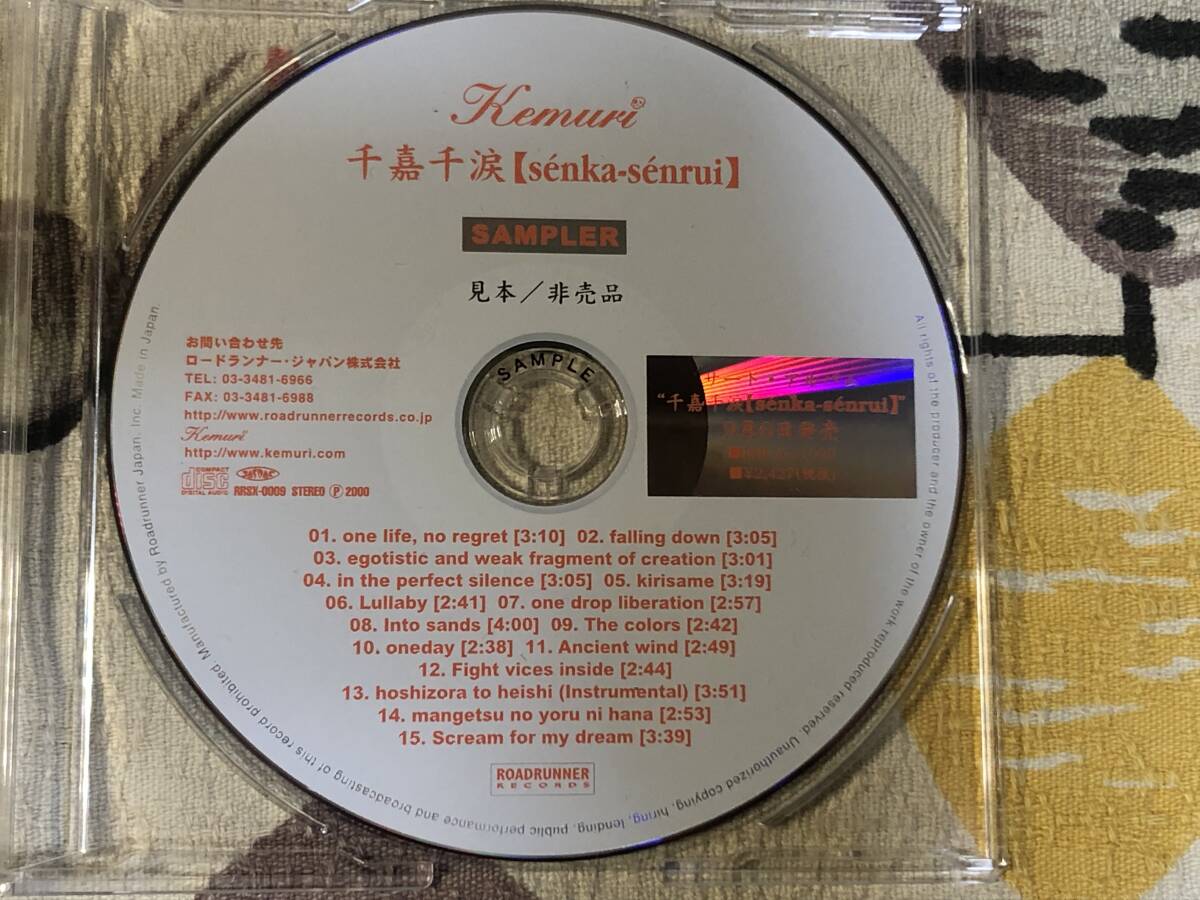 Kemuri
千嘉千涙【sénka-sénrui】
SAMPLER
見本／非売品
お問い合わせ先
ロードランナー・ジャパン株式会社
TEL: 03-3481-6966
FAX: 03-3481-6988
http://www.roadrunnerrecords.co.jp
Kemuri
http://www.kemuri.com
COMPACT disc DIGITAL AUDIO
RRSX-0009 STEREO Ⓟ 2000
SAMPLE
“千嘉千涙【sénka-sénrui】”
01. one life, no regret [3:10] 02. falling down [3:05]
03. egotistic and weak fragment of creation [3:01]
04. in the perfect silence [3:05] 05. kirisame [3:19]
06. Lullaby [2:41] 07. one drop liberation [2:57]
08. Into sands [4:00] 09. The colors [2:42]
10. oneday [2:38] 11. Ancient wind [2:49]
12. Fight vices inside [2:44]
13. hoshizora to heishi (Instrumental) [3:51]
14. mangetsu no yoru ni hana [2:53]
15. Scream for my dream [3:39]
ROADRUNNER
RECORDS
All rights of the producer and the owner of the work reproduced reserved. Unauthorized copying, hiring, lending, public performance and broadcasting of this record prohibited. Manufactured by Roadrunner Japan, Inc. Made in Japan.